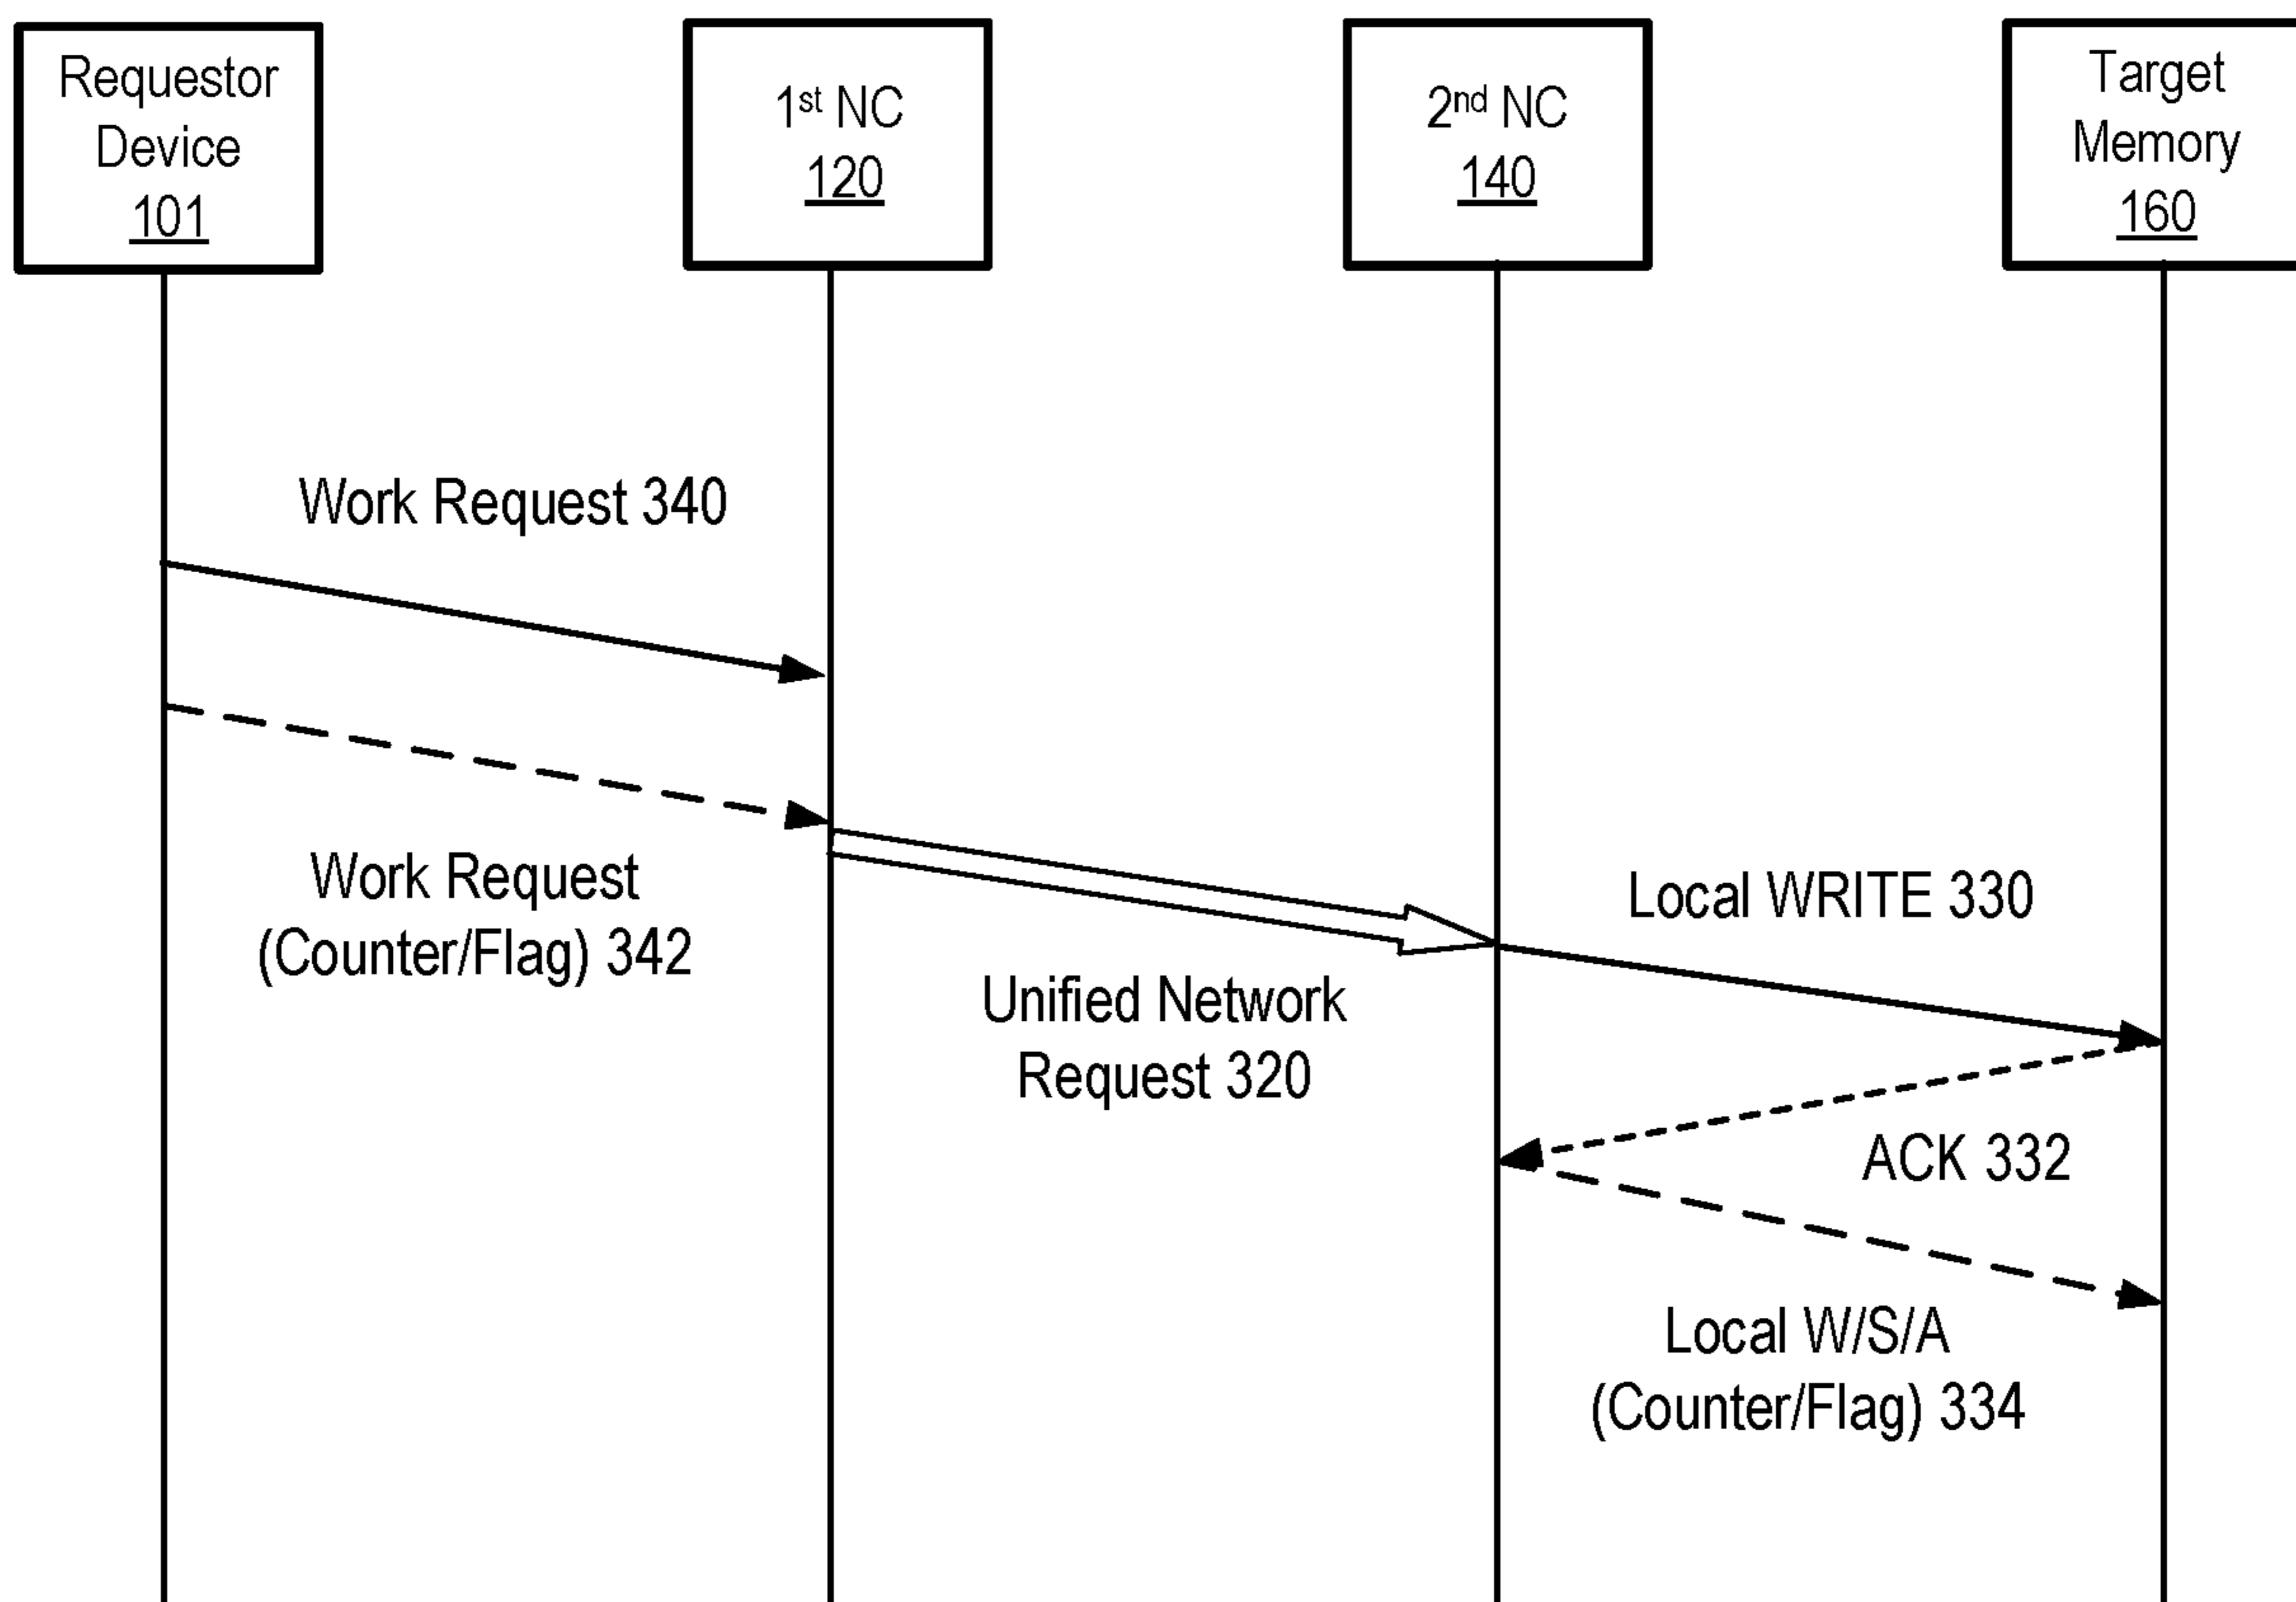 Requestor
Device
101
1st NC
120
2nd NC
140
Target
Memory
160
Work Request 340
Work Request
(Counter/Flag) 342
Unified Network
Request 320
Local WRITE 330
ACK 332
Local W/S/A
(Counter/Flag) 334